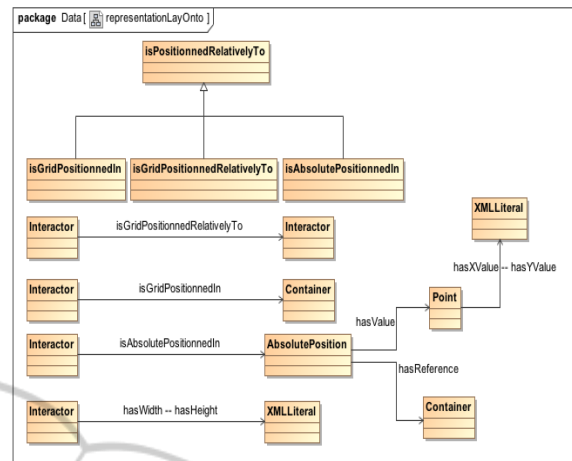 package Data[ representationLayOnto ]
isPositionnedRelativelyTo
isGridPositionnedIn isGridPositionnedRelativelyTo isAbsolutePositionnedIn
XMLLiteral
Interactor isGridPositionnedRelativelyTo Interactor
hasXValue -- hasYValue
Interactor isGridPositionnedIn Container
Point
hasValue
Interactor isAbsolutePositionnedIn AbsolutePosition
hasReference
Interactor hasWidth -- hasHeight XMLLiteral Container